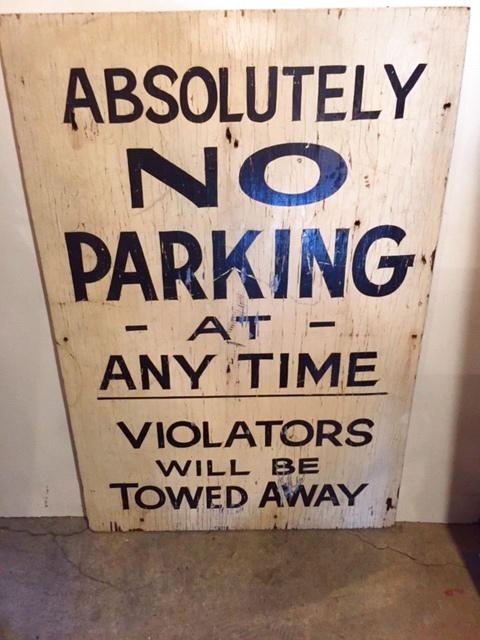 ABSOLUTELY
NO
PARKING
- AT -
ANY TIME
VIOLATORS
WILL BE
TOWED AWAY